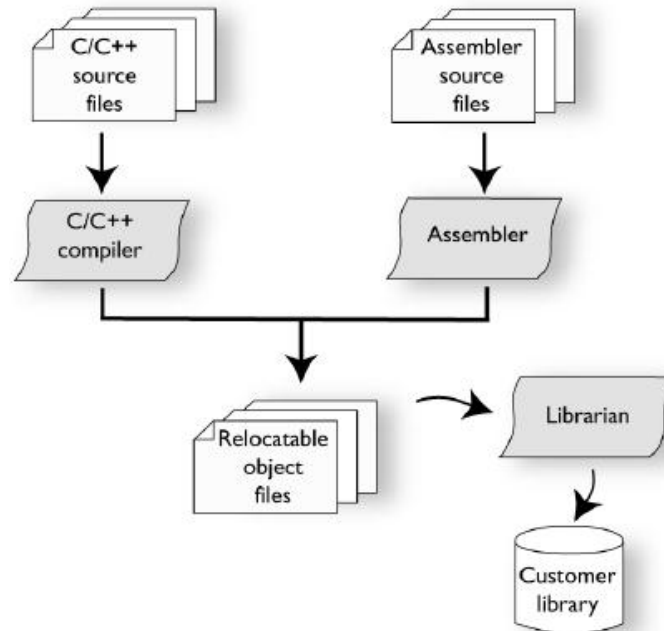 C/C++
source
files
Assembler
source
files
C/C++
compiler
Assembler
Relocatable
object
files
Librarian
Customer
library